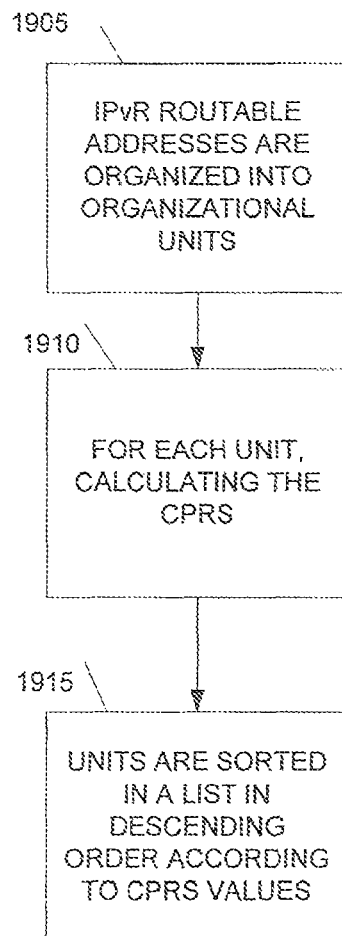 1905
IPvR ROUTABLE
ADDRESSES ARE
ORGANIZED INTO
ORGANIZATIONAL
UNITS
1910
FOR EACH UNIT,
CALCULATING THE
CPRS
1915
UNITS ARE SORTED
IN A LIST IN
DESCENDING
ORDER ACCORDING
TO CPRS VALUES